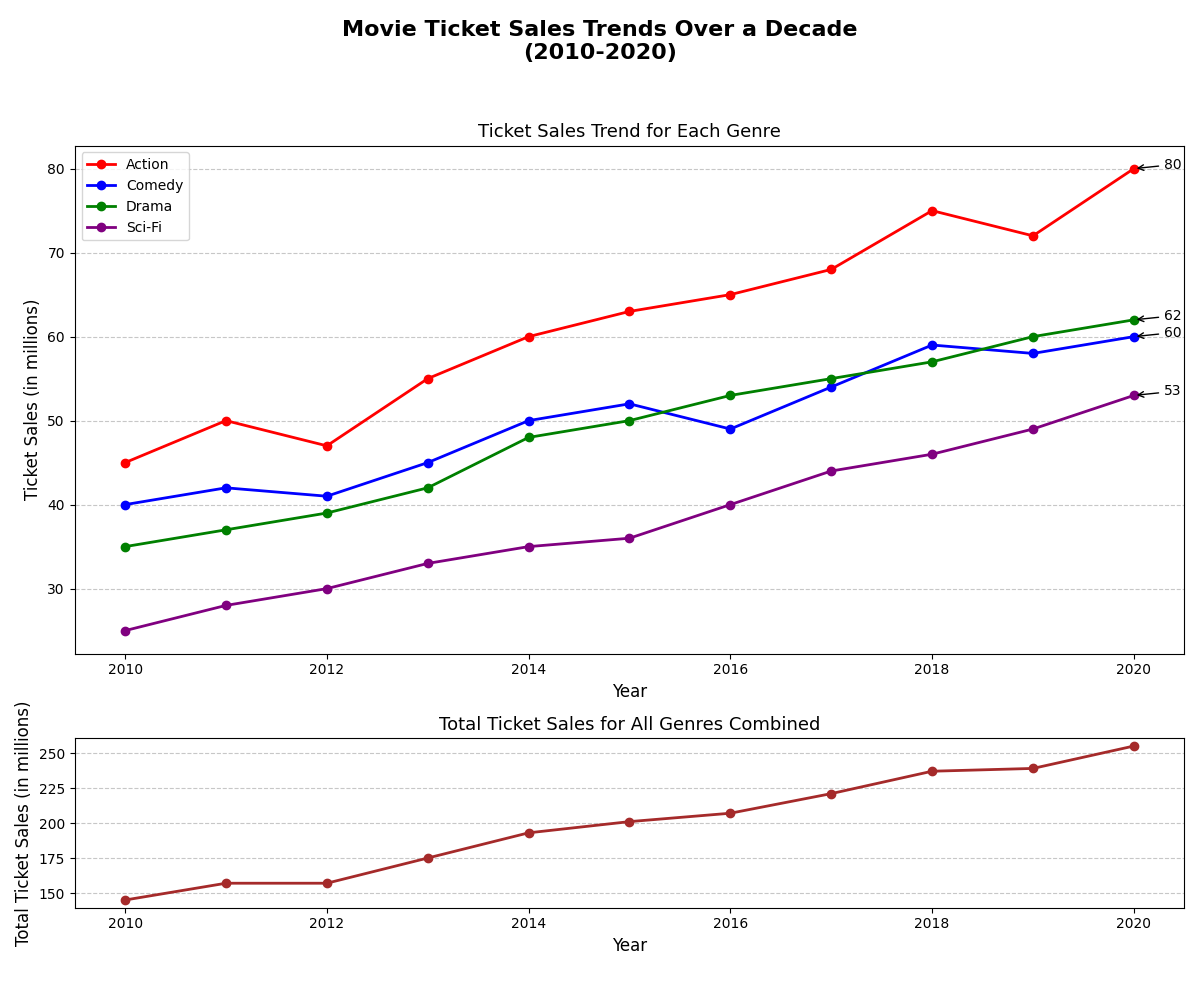 Movie Ticket Sales Trends Over a Decade
(2010-2020)
Ticket Sales Trend for Each Genre
Action
Comedy
Drama
Sci-Fi
80
62
60
53
80
70
60
50
40
30
Ticket Sales (in millions)
2010 2012 2014 2016 2018 2020
Year
Total Ticket Sales for All Genres Combined
250
225
200
175
150
Total Ticket Sales (in millions)
2010 2012 2014 2016 2018 2020
Year